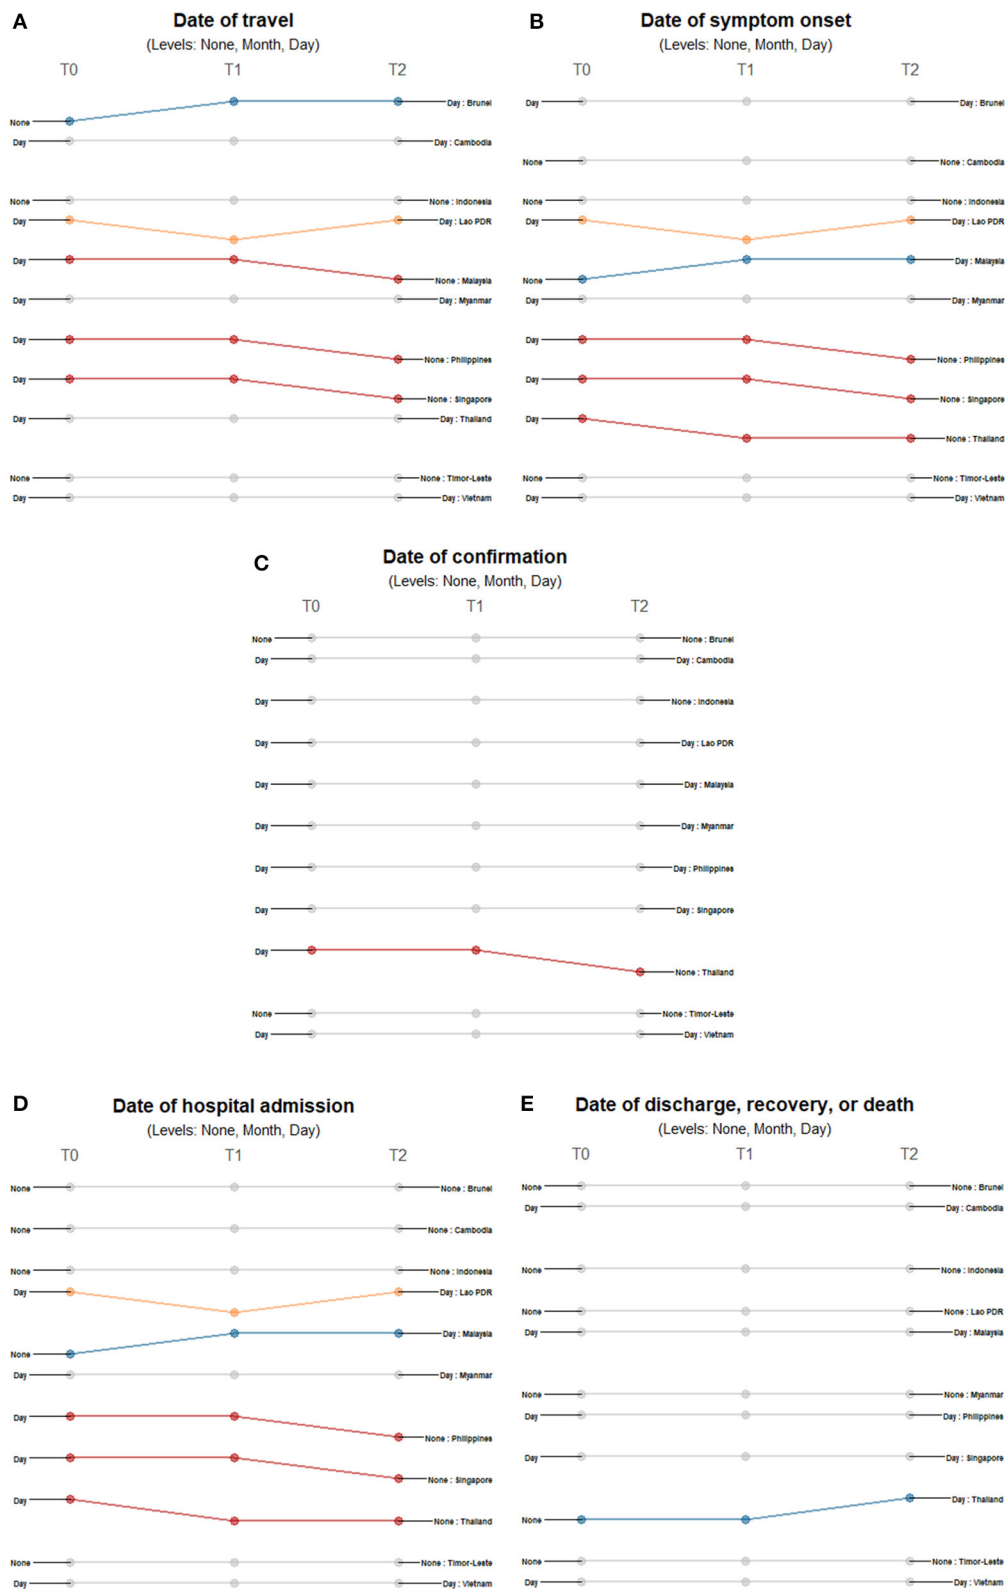 A
Date of travel
(Levels: None, Month, Day)
T0 T1 T2
Day : Brunei
None
Day Day : Cambodia
None None : Indonesia
Day Day : Lao PDR
Day
None : Malaysia
Day Day : Myanmar
Day
None : Philippines
Day
None : Singapore
Day Day : Thailand
None None : Timor-Leste
Day Day : Vietnam
B
Date of symptom onset
(Levels: None, Month, Day)
T0 T1 T2
Day Day : Brunei
None None : Cambodia
None None : Indonesia
Day Day : Lao PDR
Day : Malaysia
None
Day Day : Myanmar
Day
None : Philippines
Day
None : Singapore
Day
None : Thailand
None None : Timor-Leste
Day Day : Vietnam
C
Date of confirmation
(Levels: None, Month, Day)
T0 T1 T2
None None : Brunei
Day Day : Cambodia
Day None : Indonesia
Day Day : Lao PDR
Day Day : Malaysia
Day Day : Myanmar
Day Day : Philippines
Day Day : Singapore
Day
None : Thailand
None None : Timor-Leste
Day Day : Vietnam
D
Date of hospital admission
(Levels: None, Month, Day)
T0 T1 T2
None None : Brunei
None None : Cambodia
None None : Indonesia
Day Day : Lao PDR
Day : Malaysia
None
Day Day : Myanmar
Day
None : Philippines
Day
None : Singapore
Day
None : Thailand
None None : Timor-Leste
Day Day : Vietnam
E
Date of discharge, recovery, or death
(Levels: None, Month, Day)
T0 T1 T2
None None : Brunei
Day Day : Cambodia
None None : Indonesia
None None : Lao PDR
Day Day : Malaysia
None None : Myanmar
Day Day : Philippines
Day Day : Singapore
Day : Thailand
None
None None : Timor-Leste
Day Day : Vietnam